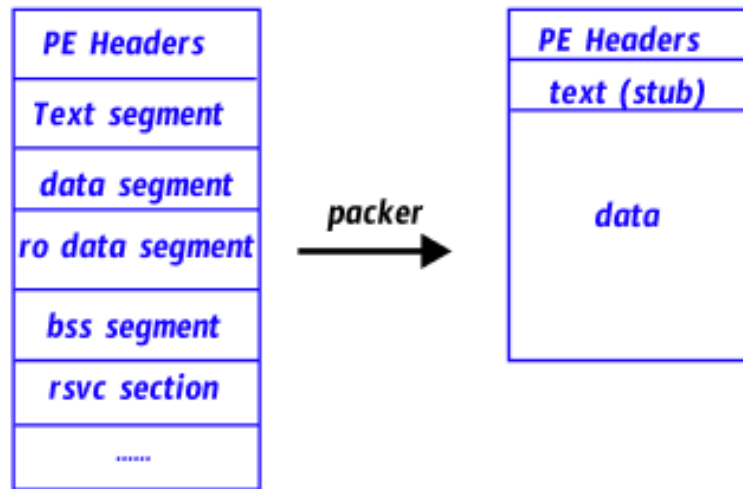 PE Headers
Text segment
data segment
ro data segment
bss segment
rsvc section
......
packer
PE Headers
text (stub)
data